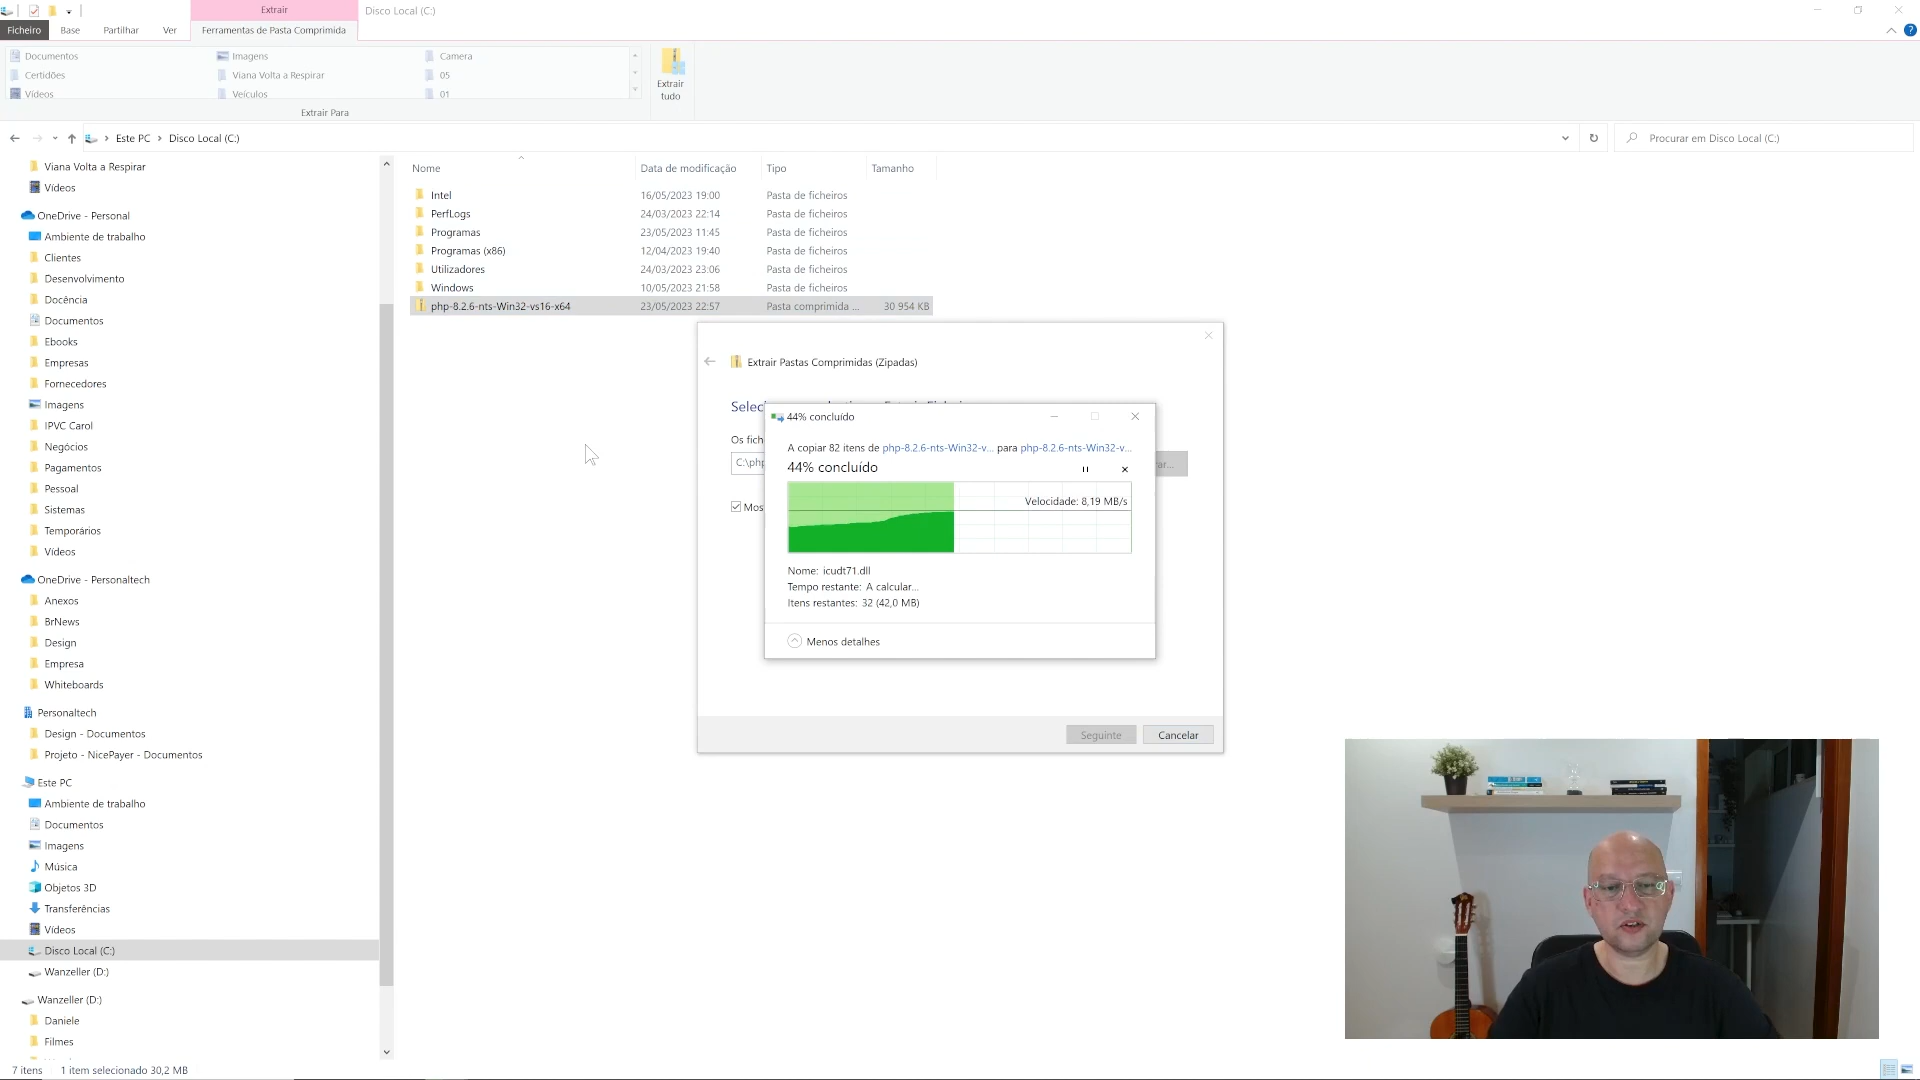 Extrair
Disco Local (C:)
Ficheiro
Base
Partilhar
Ver
Ferramentas de Pasta Comprimida
Documentos
Imagens
Camera
Certidões
Viana Volta a Respirar
05
Vídeos
Veículos
01
Extrair Para
Extrair
tudo
Este PC
Disco Local (C:)
Procurar em Disco Local (C:)
Viana Volta a Respirar
Vídeos
OneDrive - Personal
Ambiente de trabalho
Clientes
Desenvolvimento
Docência
Documentos
Ebooks
Empresas
Fornecedores
Imagens
IPVC Carol
Negócios
Pagamentos
Pessoal
Sistemas
Temporários
Vídeos
OneDrive - Personaltech
Anexos
BrNews
Design
Empresa
Whiteboards
Personaltech
Design - Documentos
Projeto - NicePayer - Documentos
Este PC
Ambiente de trabalho
Documentos
Imagens
Música
Objetos 3D
Transferências
Vídeos
Disco Local (C:)
Wanzeller (D:)
Wanzeller (D:)
Daniele
Filmes
Nome Data de modificação Tipo Tamanho
Intel 16/05/2023 19:00 Pasta de ficheiros
PerfLogs 24/03/2023 22:14 Pasta de ficheiros
Programas 23/05/2023 11:45 Pasta de ficheiros
Programas (x86) 12/04/2023 19:40 Pasta de ficheiros
Utilizadores 24/03/2023 23:06 Pasta de ficheiros
Windows 10/05/2023 21:58 Pasta de ficheiros
php-8.2.6-nts-Win32-vs16-x64 23/05/2023 22:57 Pasta comprimida ... 30 954 KB
Extrair Pastas Comprimidas (Zipadas)
Selec
Os fich
C:\php
Mos
44% concluído
A copiar 82 itens de php-8.2.6-nts-Win32-v... para php-8.2.6-nts-Win32-v...
44% concluído
Velocidade: 8,19 MB/s
Nome: icudt71.dll
Tempo restante: A calcular...
Itens restantes: 32 (42,0 MB)
Menos detalhes
Seguinte
Cancelar
7 itens
1 item selecionado 30,2 MB